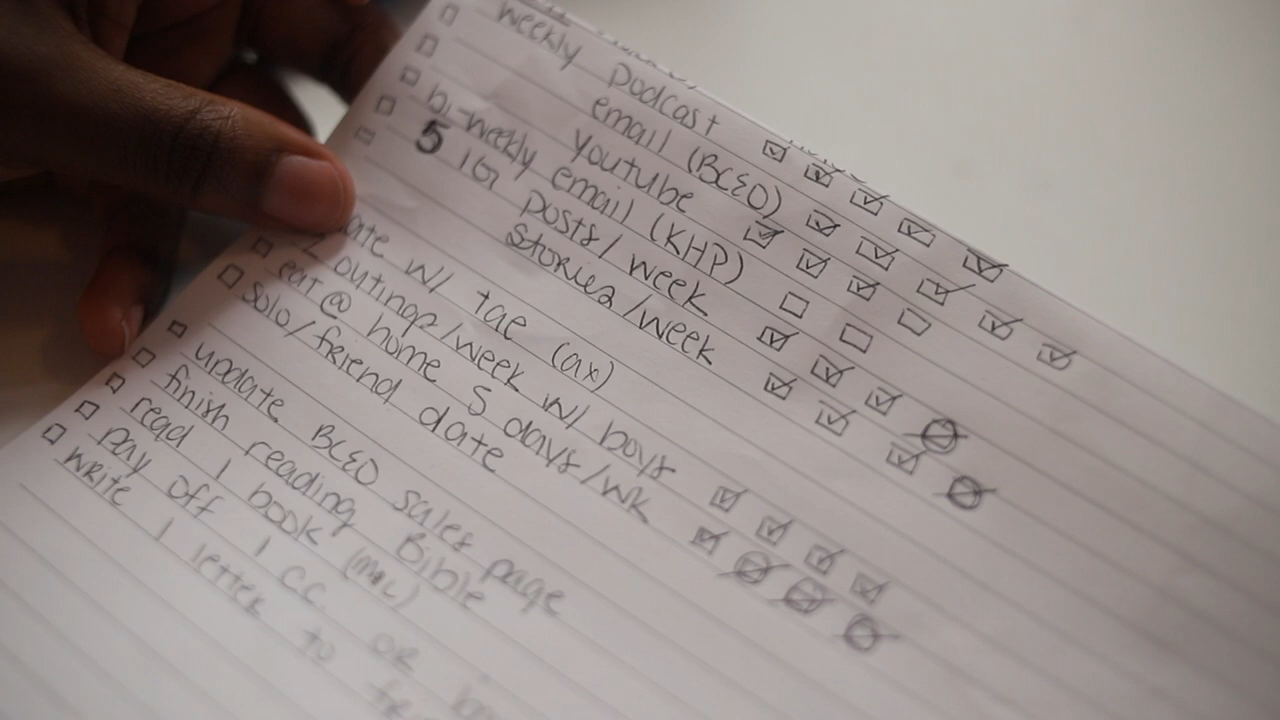 weekly podcast
email (BCEO)
youtube
bi-weekly email (KHP)
5 IG posts/week
stories/week
date w/ tae (ax)
outings/week w/ boys
eat @ home 5 days/wk
solo/friend date
update BCEO sales page
finish reading Bible
read 1 book
pay off 1 cc or
write 1 letter to